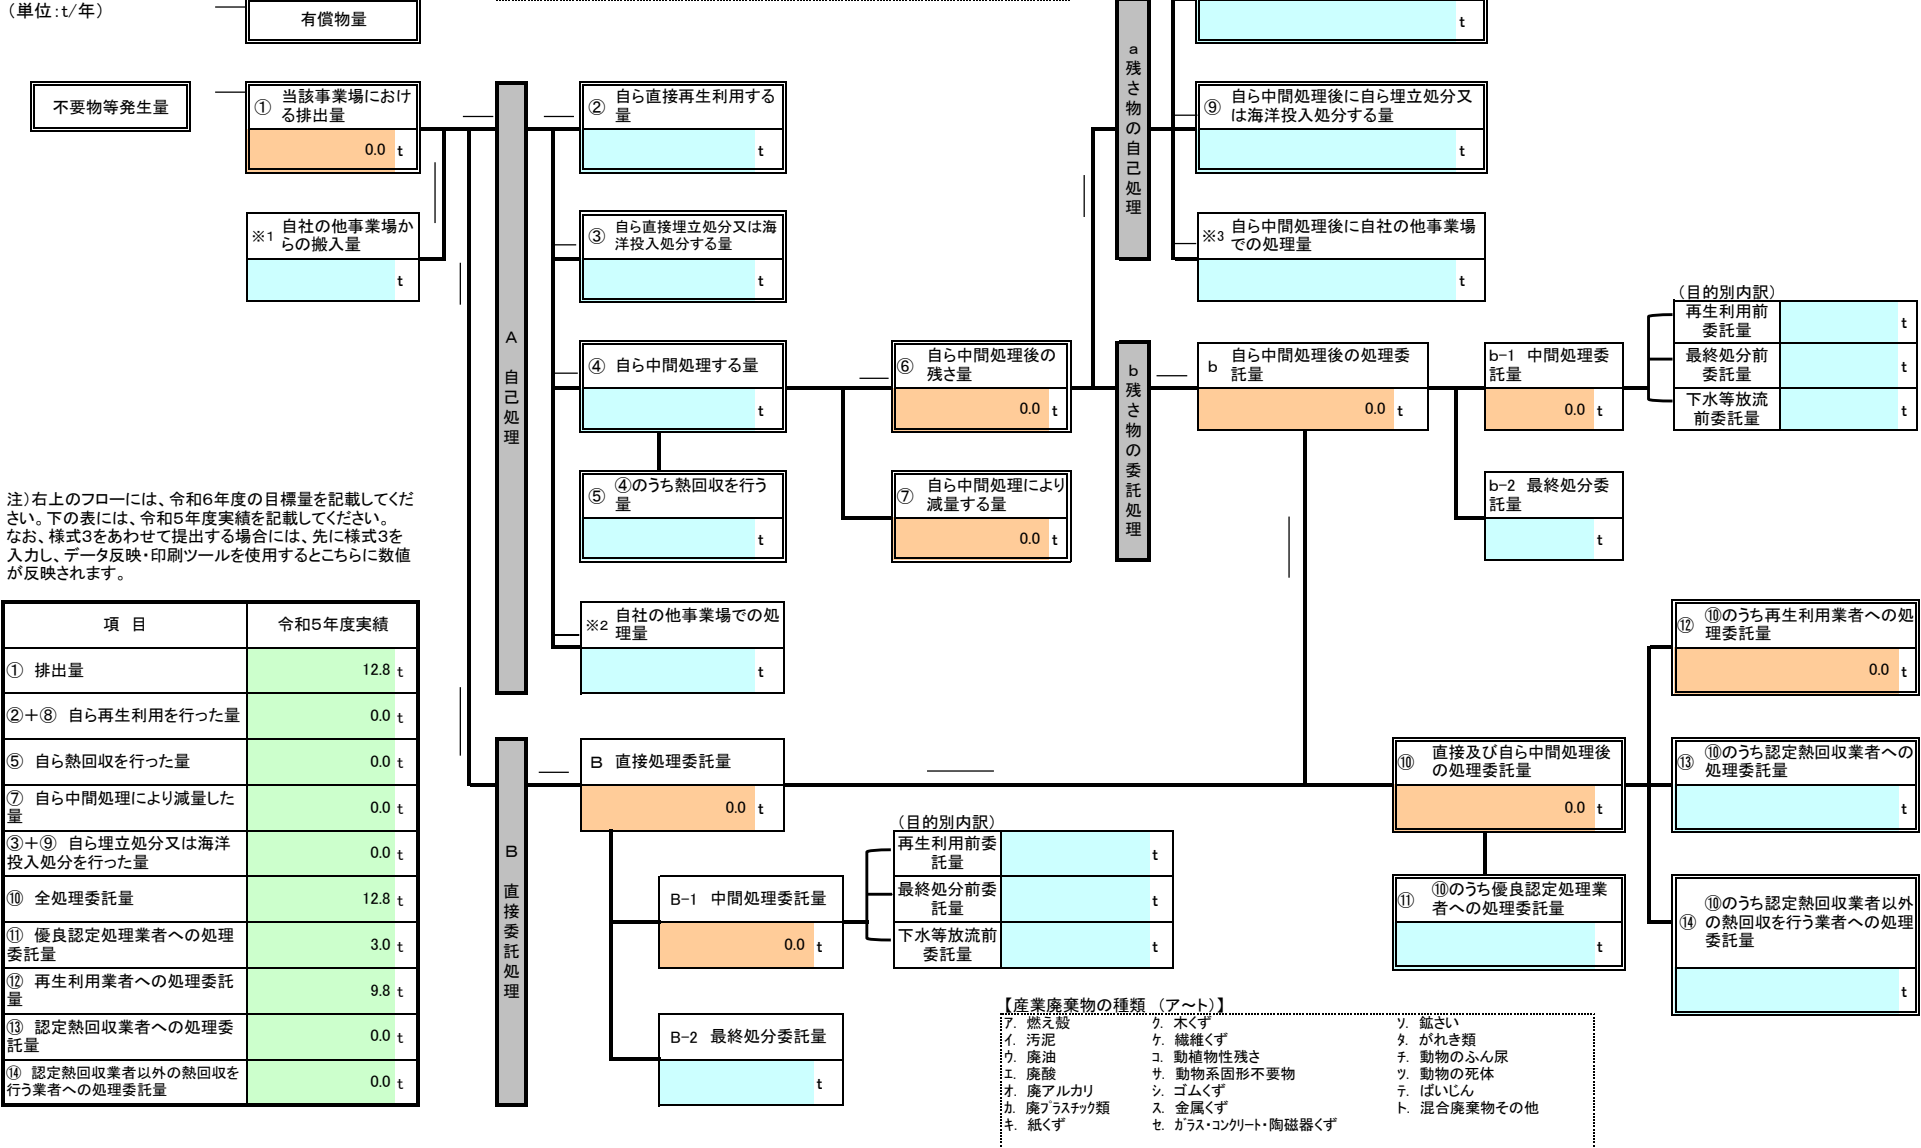 （単位：t/年）
有償物量
t
不要物等発生量
① 当該事業場におけ
る排出量
0.0 t
※1 自社の他事業場か
らの搬入量
t
A 自己処理
② 自ら直接再生利用する
量
t
③ 自ら直接埋立処分又は海
洋投入処分する量
t
④ 自ら中間処理する量
t
⑤ ④のうち熱回収を行う
量
t
※2 自社の他事業場での処
理量
t
⑥ 自ら中間処理後の
残さ量
0.0 t
⑦ 自ら中間処理により
減量する量
0.0 t
a残さ物の自己処理
⑨ 自ら中間処理後に自ら埋立処分又
は海洋投入処分する量
t
※3 自ら中間処理後に自社の他事業場
での処理量
t
b残さ物の委託処理
b 自ら中間処理後の処理委
託量
0.0 t
b-1 中間処理委
託量
0.0 t
b-2 最終処分委
託量
t
（目的別内訳）
再生利用前
委託量
t
最終処分前
委託量
t
下水等放流
前委託量
t
注）右上のフローには、令和６年度の目標量を記載してくだ
さい。下の表には、令和５年度実績を記載してください。
なお、様式３をあわせて提出する場合には、先に様式３を
入力し、データ反映・印刷ツールを使用するとこちらに数値
が反映されます。
項 目 令和５年度実績
① 排出量 12.8 t
②＋⑧ 自ら再生利用を行った量 0.0 t
⑤ 自ら熱回収を行った量 0.0 t
⑦ 自ら中間処理により減量した
量 0.0 t
③＋⑨ 自ら埋立処分又は海洋
投入処分を行った量 0.0 t
⑩ 全処理委託量 12.8 t
⑪ 優良認定処理業者への処理
委託量 3.0 t
⑫ 再生利用業者への処理委託
量 9.8 t
⑬ 認定熱回収業者への処理委
託量 0.0 t
⑭ 認定熱回収業者以外の熱回収を
行う業者への処理委託量 0.0 t
B 直接委託処理
B 直接処理委託量
0.0 t
B-1 中間処理委託量
0.0 t
B-2 最終処分委託量
t
（目的別内訳）
再生利用前委
託量
t
最終処分前委
託量
t
下水等放流前
委託量
t
⑩ 直接及び自ら中間処理後
の処理委託量
0.0 t
⑪ ⑩のうち優良認定処理業
者への処理委託量
t
⑫ ⑩のうち再生利用業者への処
理委託量
0.0 t
⑬ ⑩のうち認定熱回収業者への
処理委託量
t
⑭ ⑩のうち認定熱回収業者以外
の熱回収を行う業者への処理
委託量
t
【産業廃棄物の種類 （ア～ト）】
ア. 燃え殻 ク. 木くず ソ. 鉱さい
イ. 汚泥 ケ. 繊維くず タ. がれき類
ウ. 廃油 コ. 動植物性残さ チ. 動物のふん尿
エ. 廃酸 サ. 動物系固形不要物 ツ. 動物の死体
オ. 廃アルカリ シ. ゴムくず テ. ばいじん
カ. 廃プラスチック類 ス. 金属くず ト. 混合廃棄物その他
キ. 紙くず セ. ガラス・コンクリート・陶磁器くず